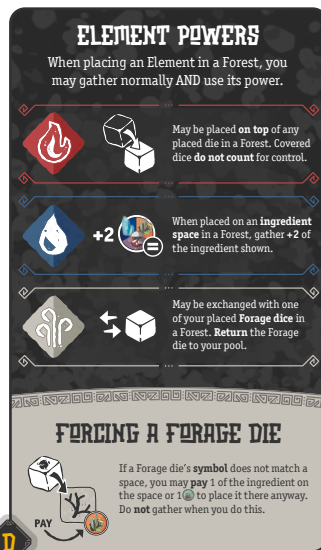 ELEMENT POWERS
When placing an Element in a Forest, you
may gather normally AND use its power.
May be placed on top of any
placed die in a Forest. Covered
dice do not count for control.
+2
When placed on an ingredient
space in a Forest, gather +2 of
the ingredient shown.
May be exchanged with one
of your placed Forage dice in
a Forest. Return the Forage
die to your pool.
FORCING A FORAGE DIE
If a Forage die's symbol does not match a
space, you may pay 1 of the ingredient on
the space or 1 to place it there anyway.
Do not gather when you do this.
PAY